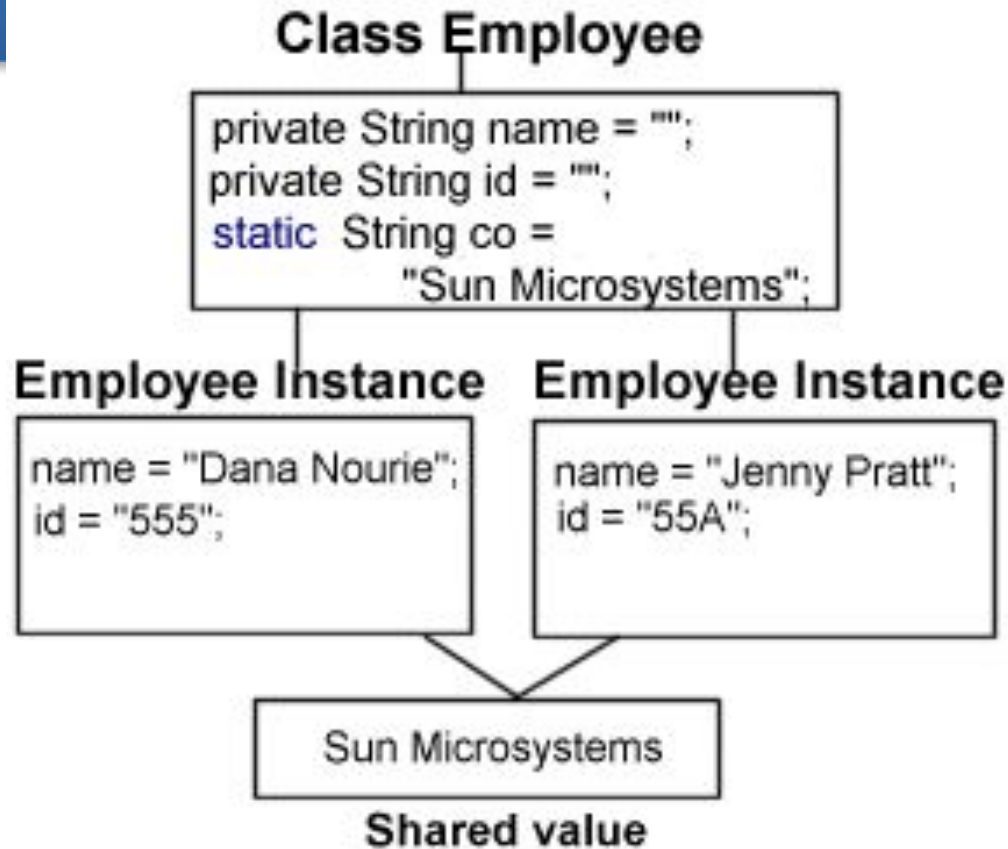 Class Employee
private String name = "";
private String id = "";
static String co =
"Sun Microsystems";
Employee Instance
name = "Dana Nourie";
id = "555";
Employee Instance
name = "Jenny Pratt";
id = "55A";
Sun Microsystems
Shared value